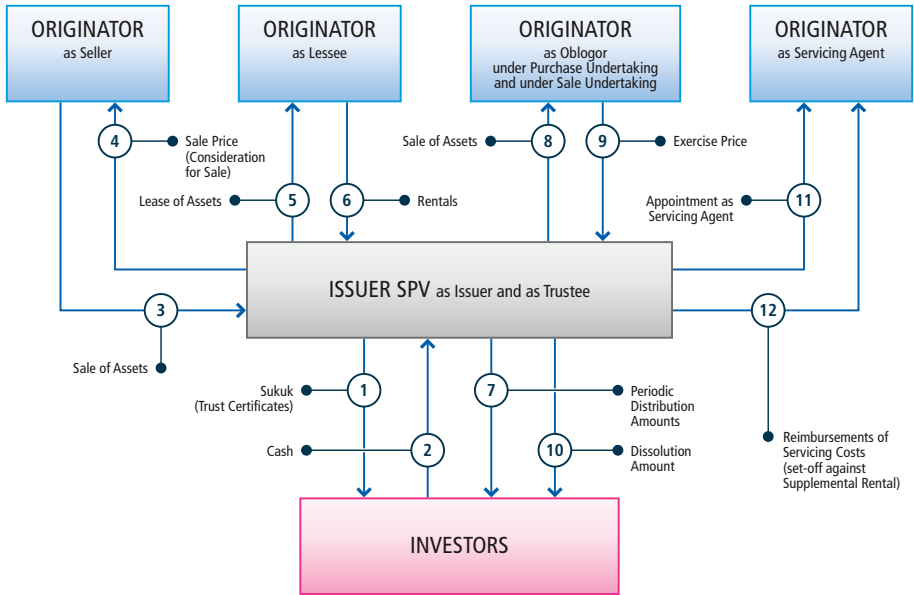 ORIGINATOR
as Seller
ORIGINATOR
as Lessee
ORIGINATOR
as Oblogor
under Purchase Undertaking
and under Sale Undertaking
ORIGINATOR
as Servicing Agent
4
Sale Price
(Consideration
for Sale)
Lease of Assets
5
6
Rentals
Sale of Assets
8
9
Exercise Price
Appointment as
Servicing Agent
11
ISSUER SPV as Issuer and as Trustee
3
Sale of Assets
12
Reimbursements of
Servicing Costs
(set-off against
Supplemental Rental)
Sukuk
(Trust Certificates)
1
Cash
2
7
Periodic
Distribution
Amounts
10
Dissolution
Amount
INVESTORS